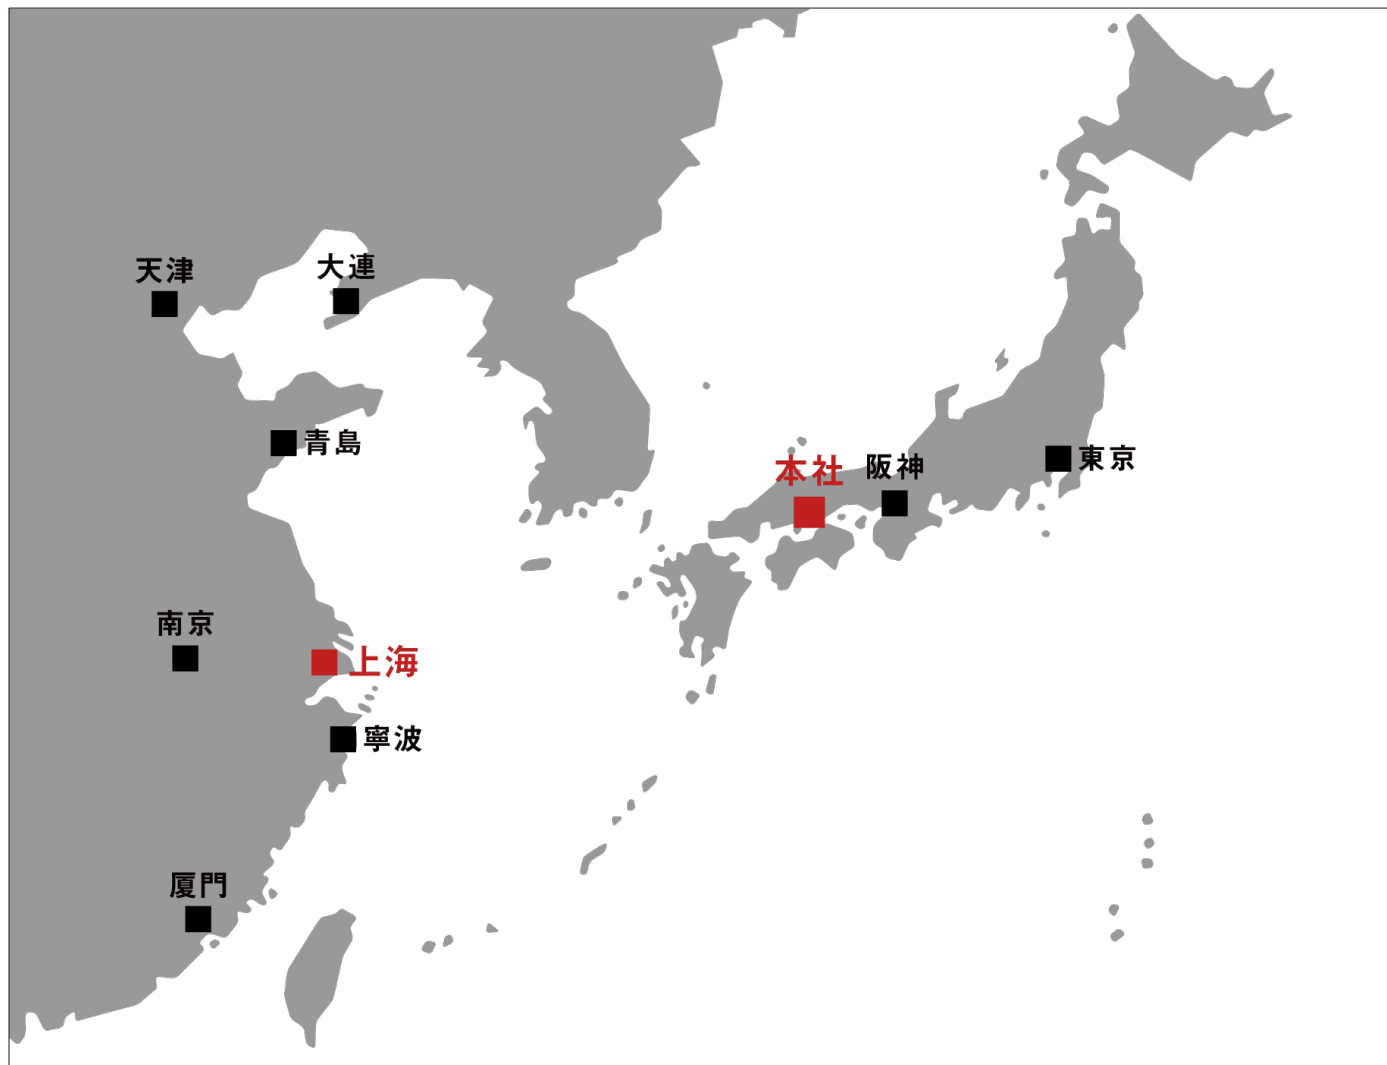 天津
大連
青島
本社
阪神
東京
南京
上海
寧波
厦門